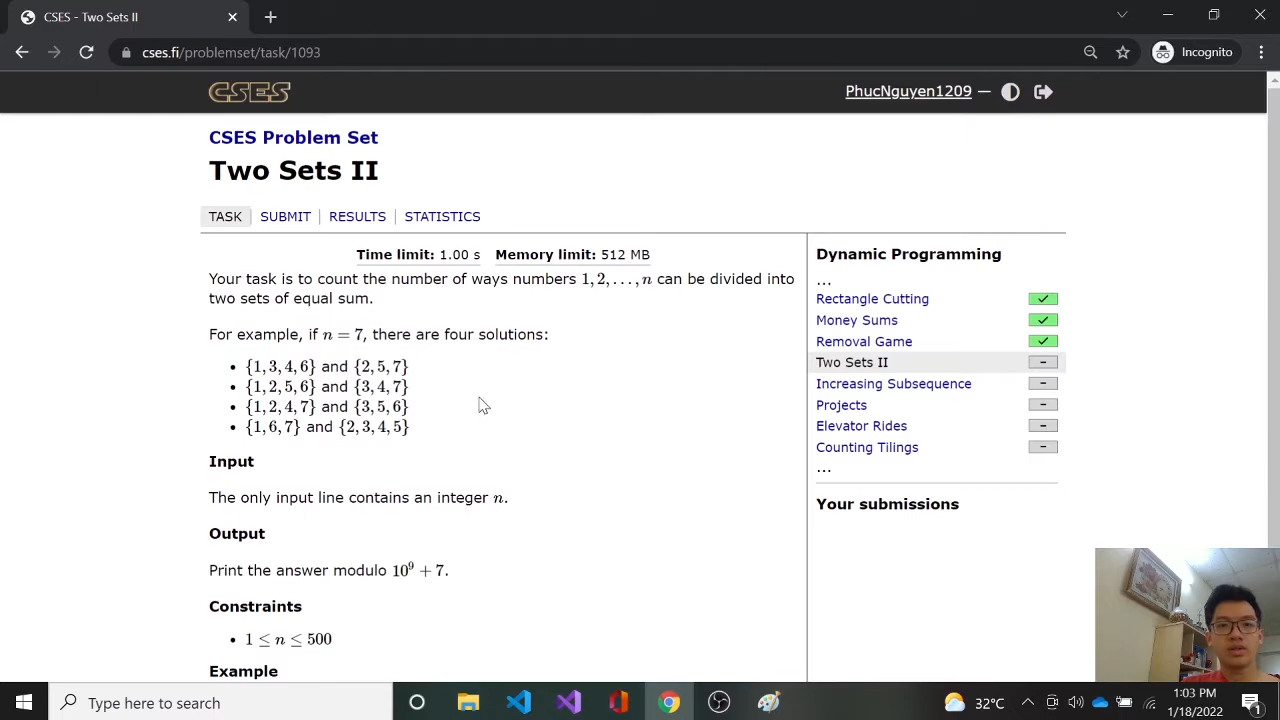 CSES - Two Sets II
cses.fi/problemset/task/1093
Incognito
CSES
PhucNguyen1209 —
CSES Problem Set
Two Sets II
TASK
SUBMIT
RESULTS
STATISTICS
Time limit: 1.00 s Memory limit: 512 MB
Your task is to count the number of ways numbers 1, 2, . . . , n can be divided into
two sets of equal sum.
For example, if n = 7, there are four solutions:
• {1, 3, 4, 6} and {2, 5, 7}
• {1, 2, 5, 6} and {3, 4, 7}
• {1, 2, 4, 7} and {3, 5, 6}
• {1, 6, 7} and {2, 3, 4, 5}
Input
The only input line contains an integer n.
Output
Print the answer modulo 10⁹ + 7.
Constraints
• 1 ≤ n ≤ 500
Example
Dynamic Programming
...
Rectangle Cutting
Money Sums
Removal Game
Two Sets II
Increasing Subsequence
Projects
Elevator Rides
Counting Tilings
...
Your submissions
Type here to search
32°C
1:03 PM
1/18/2022
1